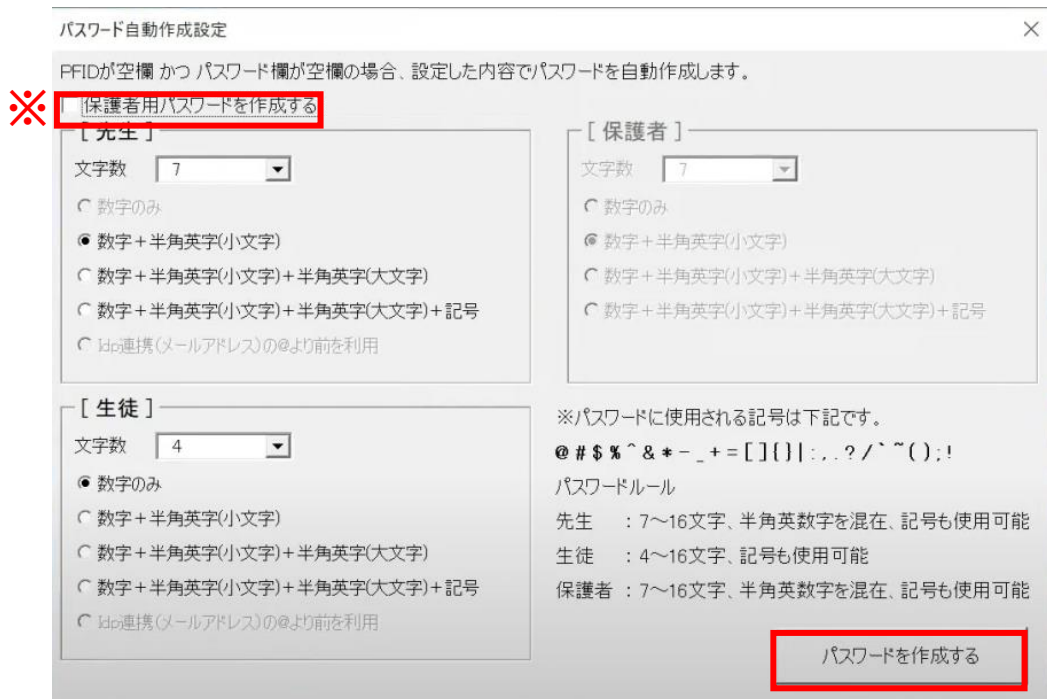 パスワード自動作成設定
PFIDが空欄 かつ パスワード欄が空欄の場合、設定した内容でパスワードを自動作成します。
※
保護者用パスワードを作成する
[ 先生 ]
文字数 7
数字のみ
数字+半角英字(小文字)
数字+半角英字(小文字)+半角英字(大文字)
数字+半角英字(小文字)+半角英字(大文字)+記号
Idp連携(メールアドレス)の@より前を利用
[ 保護者 ]
文字数 7
数字のみ
数字+半角英字(小文字)
数字+半角英字(小文字)+半角英字(大文字)
数字+半角英字(小文字)+半角英字(大文字)+記号
[ 生徒 ]
文字数 4
数字のみ
数字+半角英字(小文字)
数字+半角英字(小文字)+半角英字(大文字)
数字+半角英字(小文字)+半角英字(大文字)+記号
Idp連携(メールアドレス)の@より前を利用
※パスワードに使用される記号は下記です。
@ # $ % ^ & * - _ + = [ ] { } | : , . ? / ` ~ ( ) ; !
パスワードルール
先生 :7～16文字、半角英数字を混在、記号も使用可能
生徒 :4～16文字、記号も使用可能
保護者 :7～16文字、半角英数字を混在、記号も使用可能
パスワードを作成する